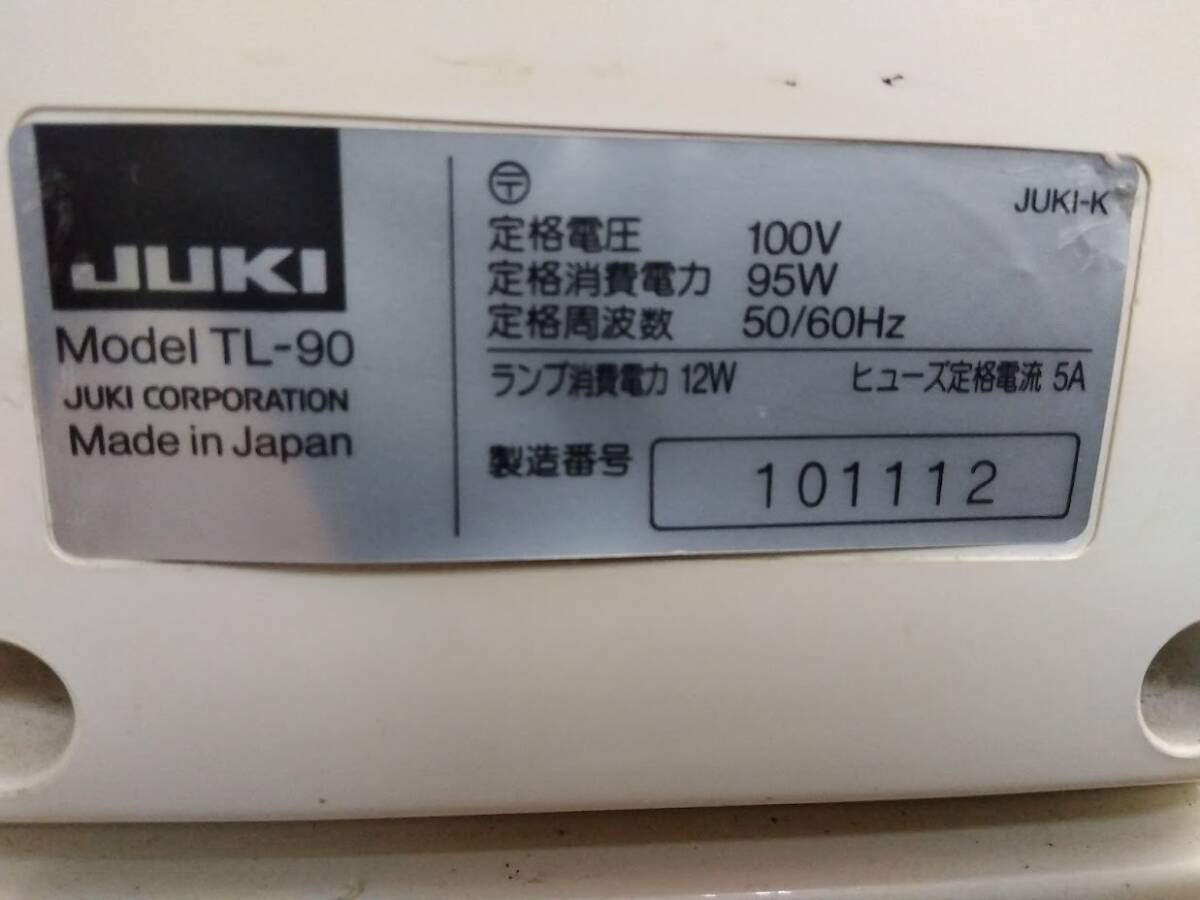 JUKI
Model TL-90
JUKI CORPORATION
Made in Japan
〶
JUKI-K
定格電圧 100V
定格消費電力 95W
定格周波数 50/60Hz
ランプ消費電力 12W ヒューズ定格電流 5A
製造番号 101112